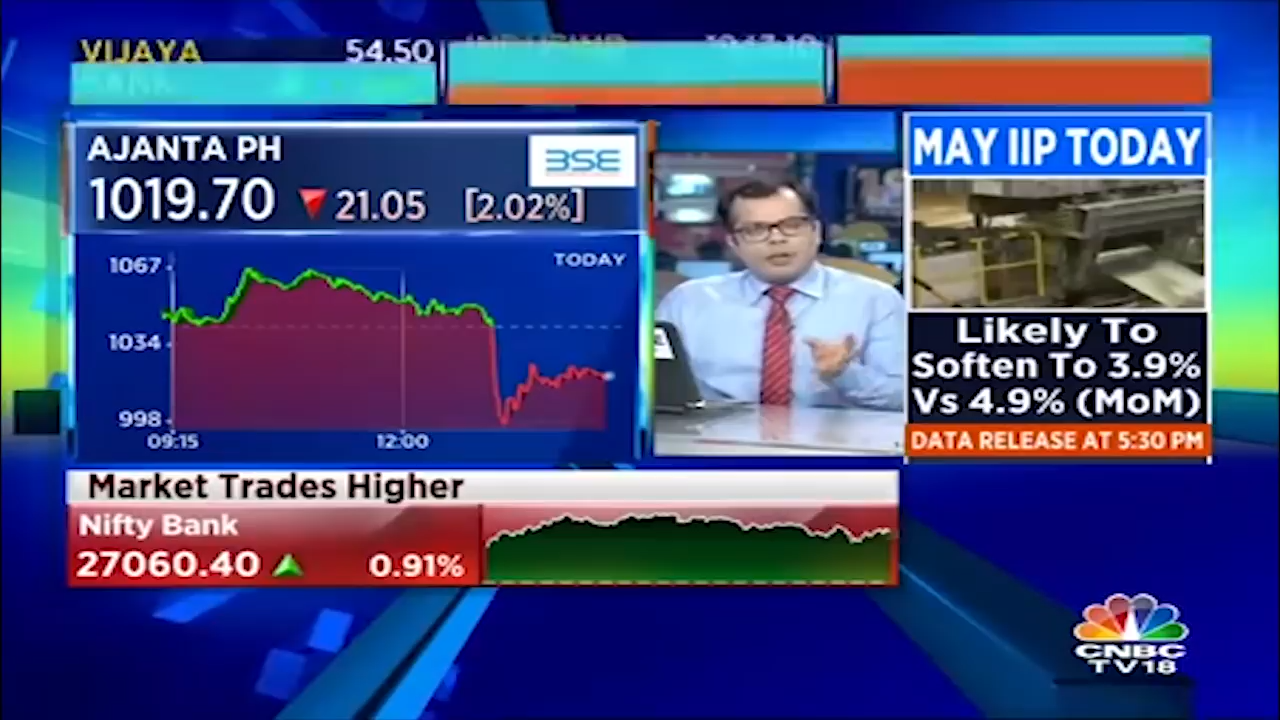 VIJAYA 54.50
AJANTA PH
BSE
1019.70 21.05 [2.02%]
TODAY
1067
1034
998
09:15 12:00
MAY IIP TODAY
Likely To
Soften To 3.9%
Vs 4.9% (MoM)
DATA RELEASE AT 5:30 PM
Market Trades Higher
Nifty Bank
27060.40 0.91%
CNBC
TV18